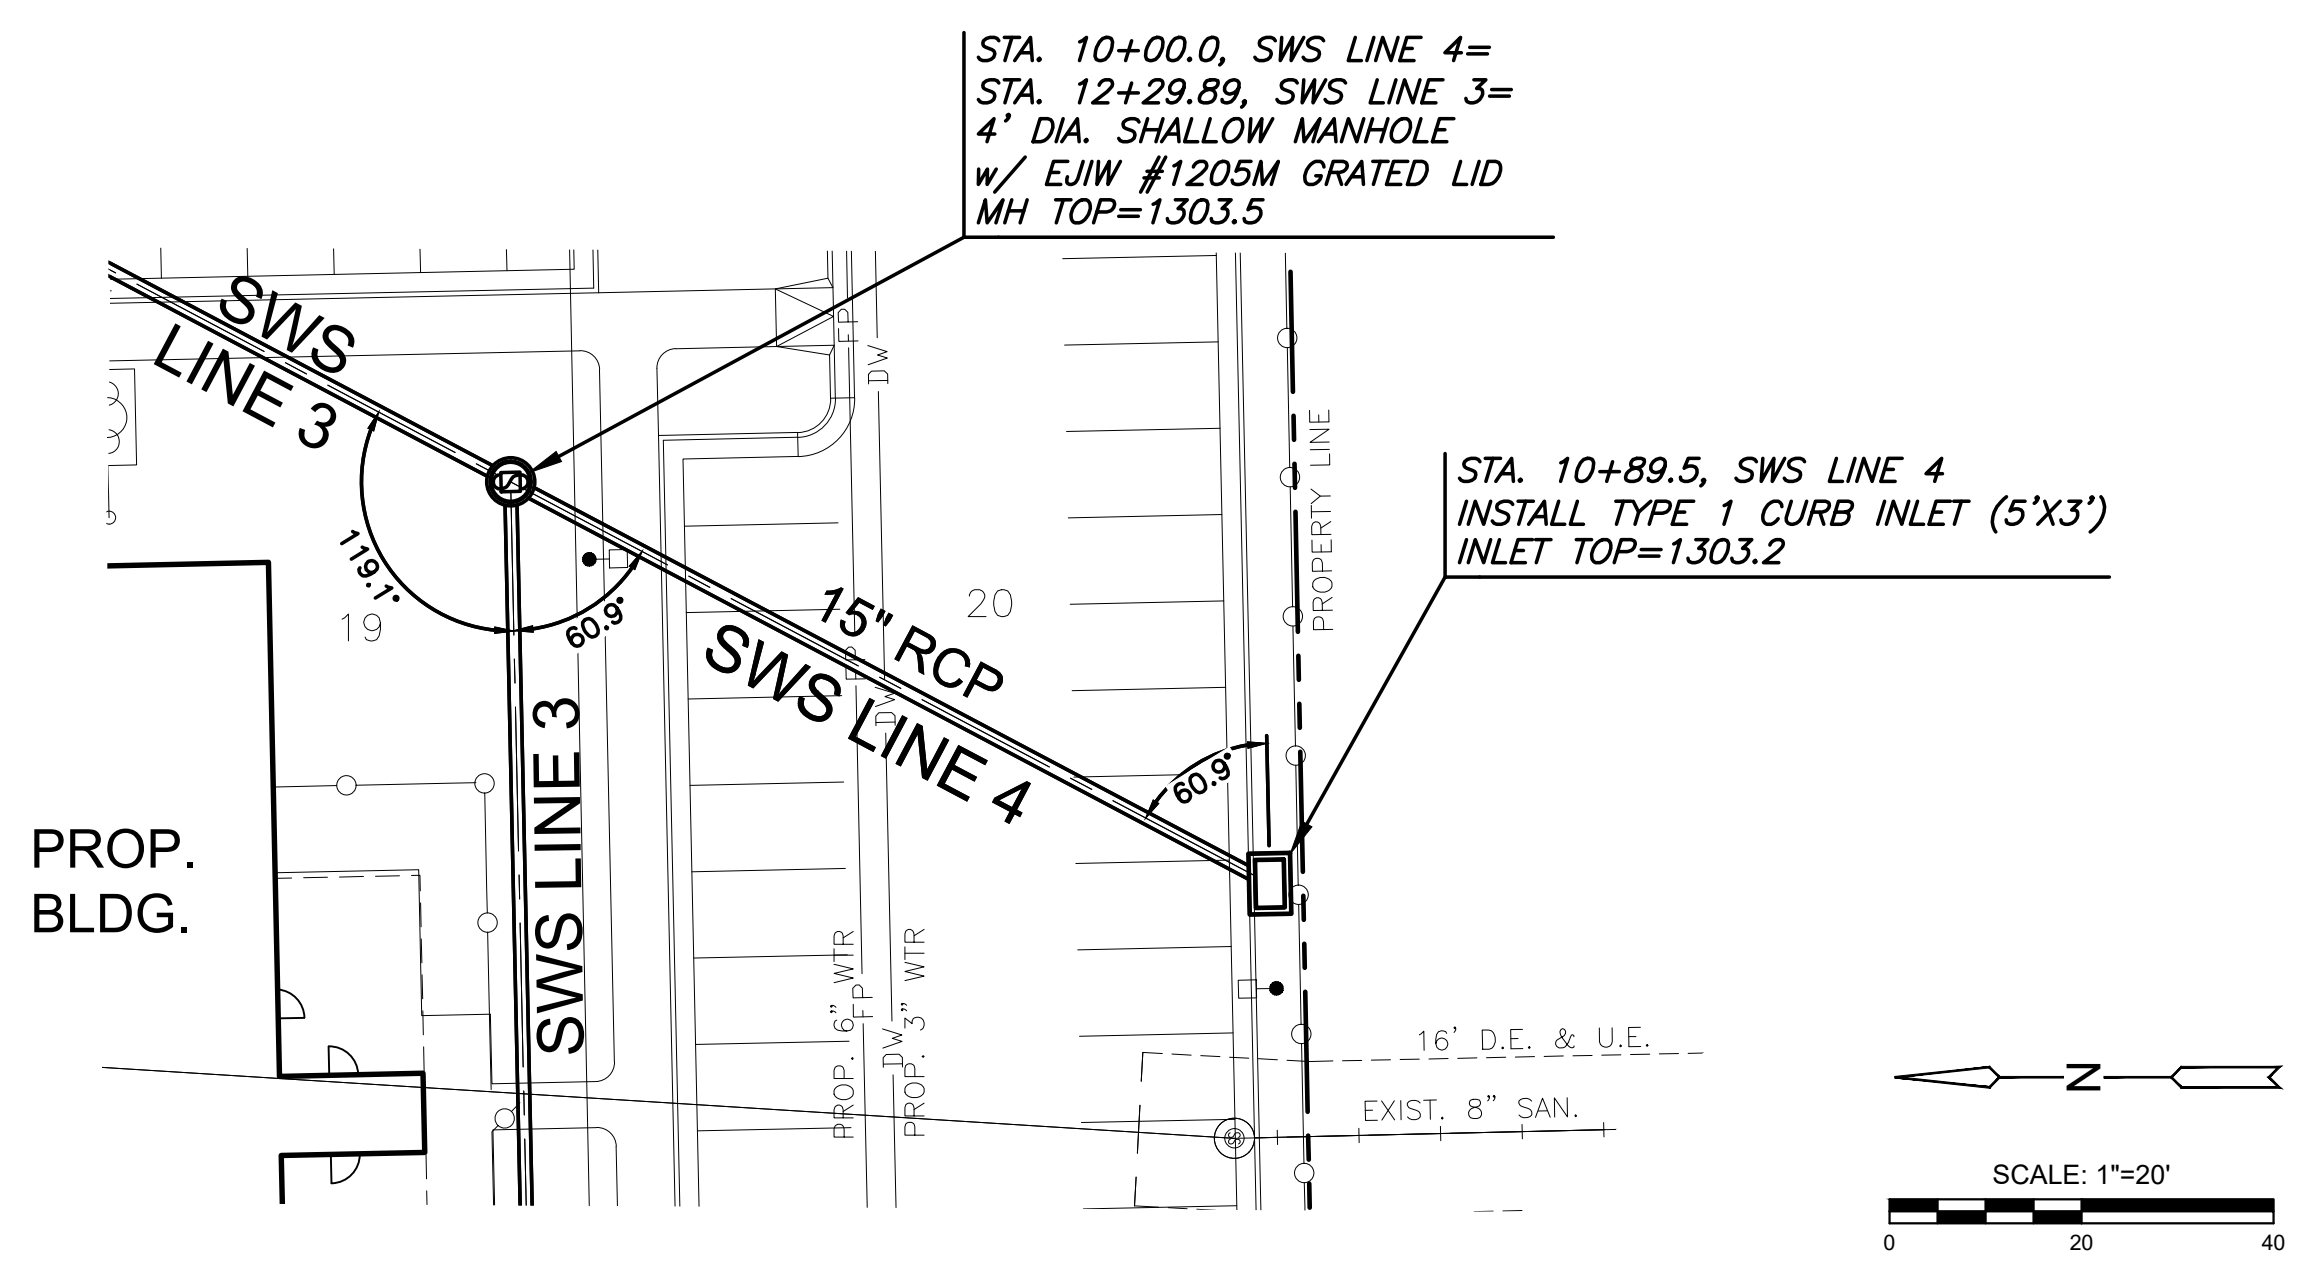 STA. 10+00.0, SWS LINE 4=
STA. 12+29.89, SWS LINE 3=
4' DIA. SHALLOW MANHOLE
w/ EJIW #1205M GRATED LID
MH TOP=1303.5
SWS
LINE 3
FP
DW
PROPERTY LINE
STA. 10+89.5, SWS LINE 4
INSTALL TYPE 1 CURB INLET (5'X3')
INLET TOP=1303.2
119.1°
60.9°
19
20
15" RCP
SWS LINE 4
FP
DW
60.9°
SWS LINE 3
PROP.
BLDG.
PROP. 6" WTR
FP
DW
PROP. 3" WTR
16' D.E. & U.E.
EXIST. 8" SAN.
SS
N
SCALE: 1"=20'
0 20 40